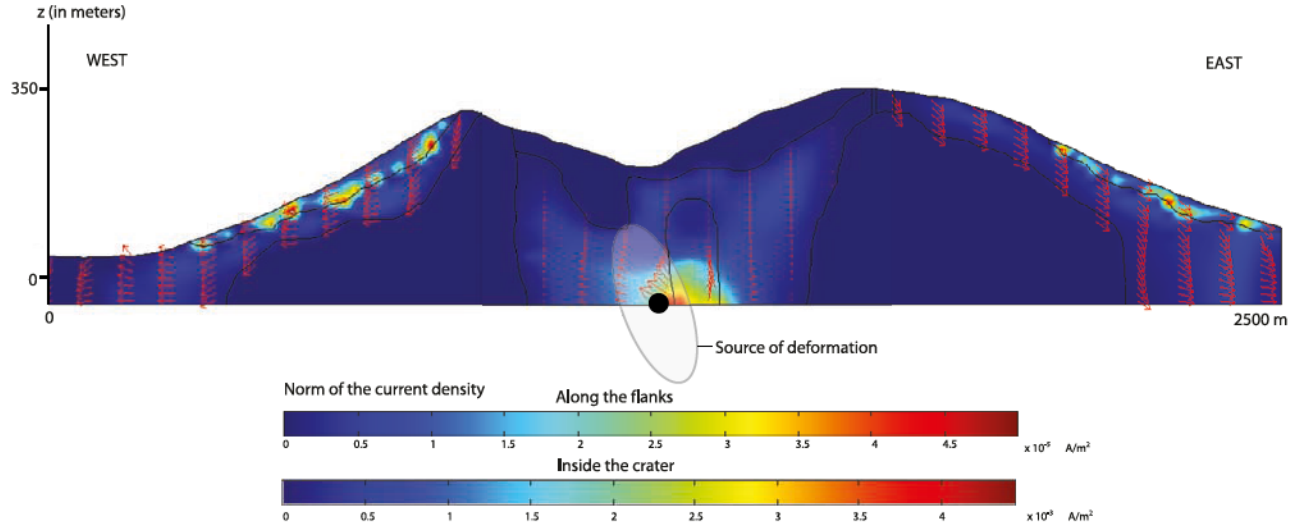 z (in meters)
WEST
EAST
350
0
0
2500 m
Source of deformation
Norm of the current density
Along the flanks
0 0.5 1 1.5 2 2.5 3 3.5 4 4.5 x 10⁻⁵ A/m²
Inside the crater
0 0.5 1 1.5 2 2.5 3 3.5 4 x 10⁻³ A/m²